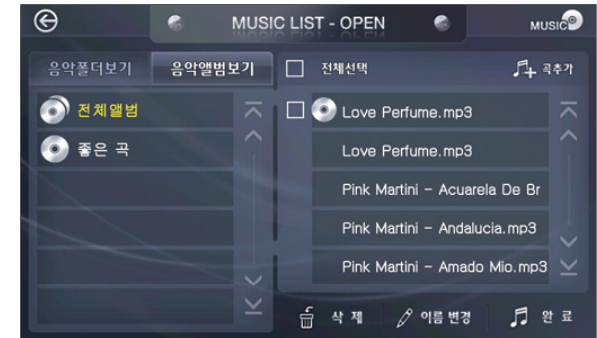 MUSIC LIST - OPEN
MUSIC
음악폴더보기 음악앨범보기
전체선택 곡추가
전체앨범
좋은 곡
Love Perfume.mp3
Love Perfume.mp3
Pink Martini - Acuarela De Br
Pink Martini - Andalucia.mp3
Pink Martini - Amado Mio.mp3
삭 제 이름 변경 완 료